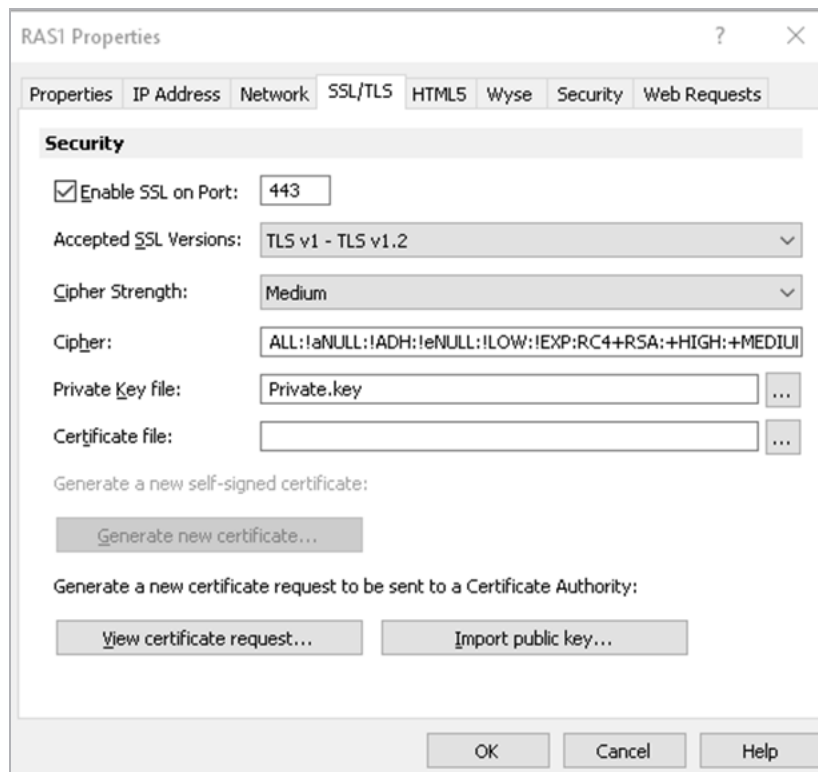 RAS1 Properties ?
Properties IP Address Network SSL/TLS HTML5 Wyse Security Web Requests
Security
Enable SSL on Port: 443
Accepted SSL Versions: TLS v1 - TLS v1.2
Cipher Strength: Medium
Cipher: ALL:!aNULL:!ADH:!eNULL:!LOW:!EXP:RC4+RSA:+HIGH:+MEDIU
Private Key file: Private.key ...
Certificate file: ...
Generate a new self-signed certificate:
Generate new certificate...
Generate a new certificate request to be sent to a Certificate Authority:
View certificate request... Import public key...
OK Cancel Help